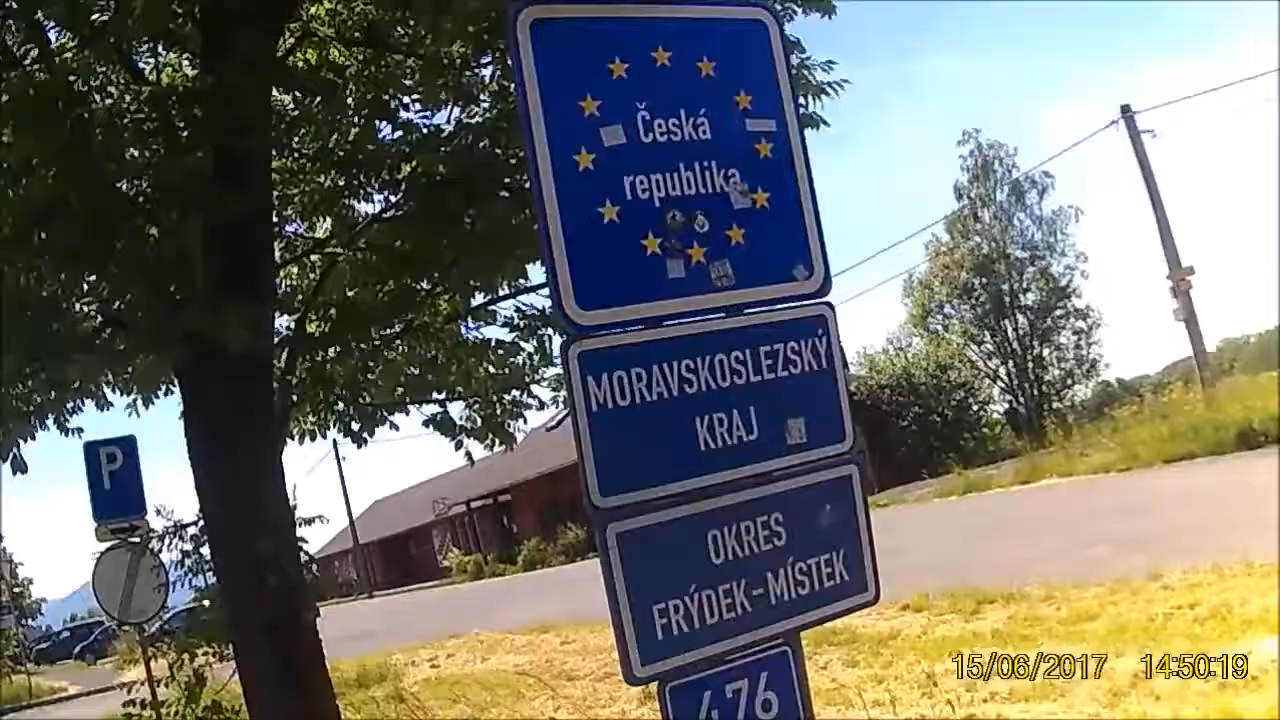 Česká
republika
MORAVSKOSLEZSKÝ
KRAJ
OKRES
FRÝDEK-MÍSTEK
476
P
15/06/2017 14:50:19